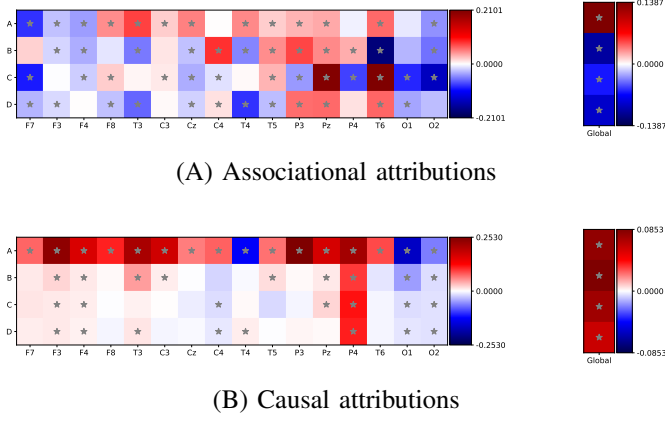 0.2101
0.0000
-0.2101
A
B
C
D
F7 F3 F4 F8 T3 C3 Cz C4 T4 T5 P3 Pz P4 T6 O1 O2
0.1387
0.0000
-0.1387
Global
(A) Associational attributions
0.2530
0.0000
-0.2530
A
B
C
D
F7 F3 F4 F8 T3 C3 Cz C4 T4 T5 P3 Pz P4 T6 O1 O2
0.0853
0.0000
-0.0853
Global
(B) Causal attributions